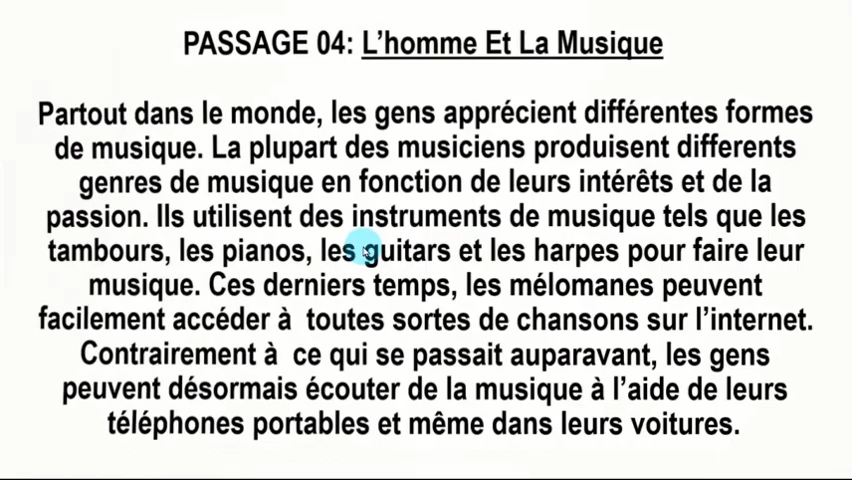 PASSAGE 04: L’homme Et La Musique
Partout dans le monde, les gens apprécient différentes formes
de musique. La plupart des musiciens produisent differents
genres de musique en fonction de leurs intérêts et de la
passion. Ils utilisent des instruments de musique tels que les
tambours, les pianos, les guitars et les harpes pour faire leur
musique. Ces derniers temps, les mélomanes peuvent
facilement accéder à toutes sortes de chansons sur l’internet.
Contrairement à ce qui se passait auparavant, les gens
peuvent désormais écouter de la musique à l’aide de leurs
téléphones portables et même dans leurs voitures.